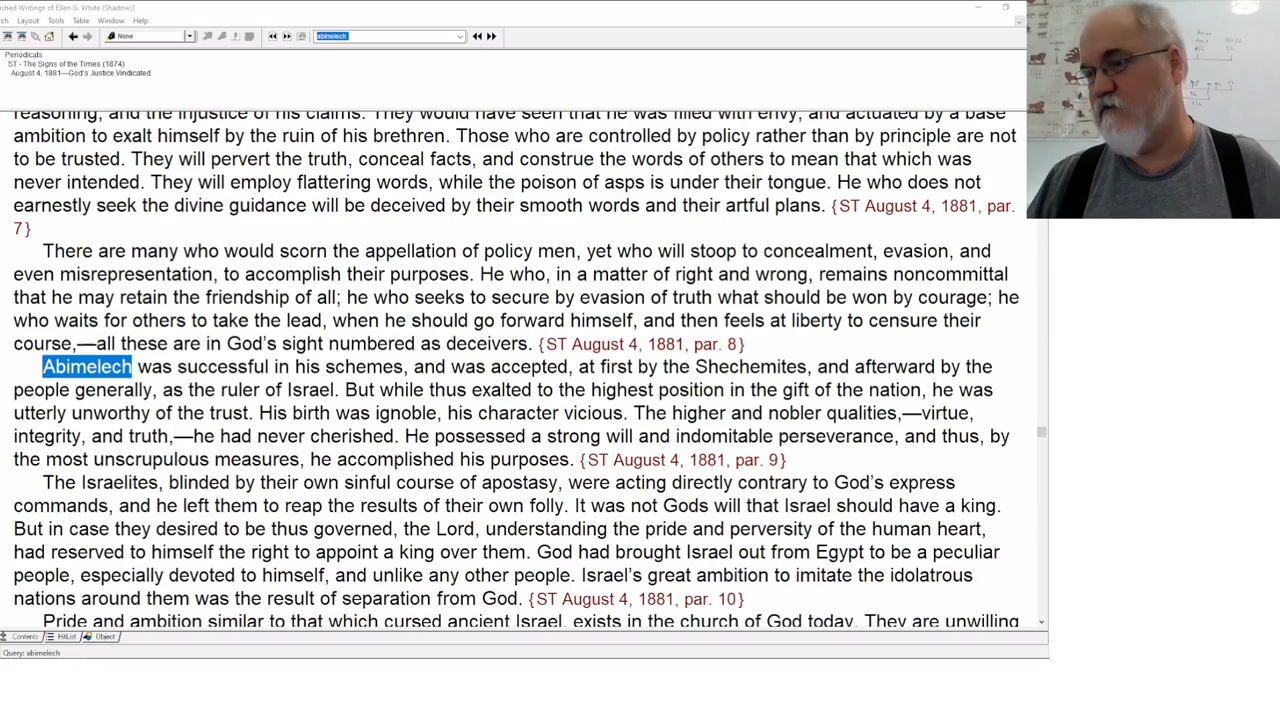 ished Writings of Ellen G. White (Shadow)]
rch Layout Tools Table Window Help
None
abimelech
Periodicals
ST - The Signs of the Times (1874)
August 4, 1881—God's Justice Vindicated
reasoning, and the injustice of his claims. They would have seen that he was filled with envy, and actuated by a base
ambition to exalt himself by the ruin of his brethren. Those who are controlled by policy rather than by principle are not
to be trusted. They will pervert the truth, conceal facts, and construe the words of others to mean that which was
never intended. They will employ flattering words, while the poison of asps is under their tongue. He who does not
earnestly seek the divine guidance will be deceived by their smooth words and their artful plans. {ST August 4, 1881, par.
7}
There are many who would scorn the appellation of policy men, yet who will stoop to concealment, evasion, and
even misrepresentation, to accomplish their purposes. He who, in a matter of right and wrong, remains noncommittal
that he may retain the friendship of all; he who seeks to secure by evasion of truth what should be won by courage; he
who waits for others to take the lead, when he should go forward himself, and then feels at liberty to censure their
course,—all these are in God's sight numbered as deceivers. {ST August 4, 1881, par. 8}
Abimelech was successful in his schemes, and was accepted, at first by the Shechemites, and afterward by the
people generally, as the ruler of Israel. But while thus exalted to the highest position in the gift of the nation, he was
utterly unworthy of the trust. His birth was ignoble, his character vicious. The higher and nobler qualities,—virtue,
integrity, and truth,—he had never cherished. He possessed a strong will and indomitable perseverance, and thus, by
the most unscrupulous measures, he accomplished his purposes. {ST August 4, 1881, par. 9}
The Israelites, blinded by their own sinful course of apostasy, were acting directly contrary to God's express
commands, and he left them to reap the results of their own folly. It was not Gods will that Israel should have a king.
But in case they desired to be thus governed, the Lord, understanding the pride and perversity of the human heart,
had reserved to himself the right to appoint a king over them. God had brought Israel out from Egypt to be a peculiar
people, especially devoted to himself, and unlike any other people. Israel's great ambition to imitate the idolatrous
nations around them was the result of separation from God. {ST August 4, 1881, par. 10}
Pride and ambition similar to that which cursed ancient Israel, exists in the church of God today. They are unwilling
Contents HitList Object
Query: abimelech